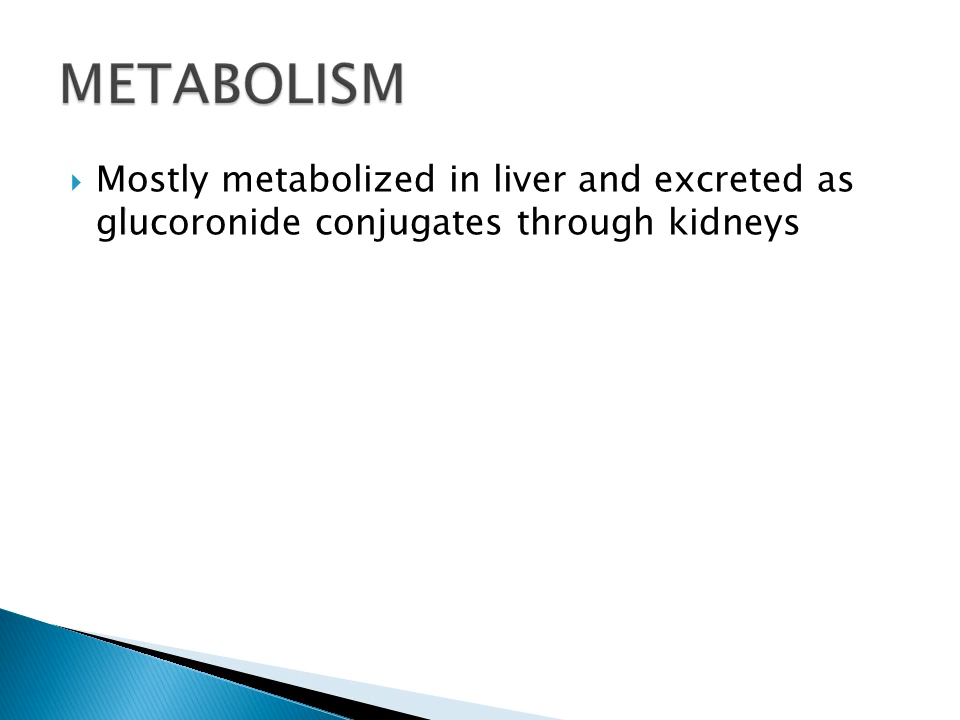 METABOLISM
Mostly metabolized in liver and excreted as
glucoronide conjugates through kidneys